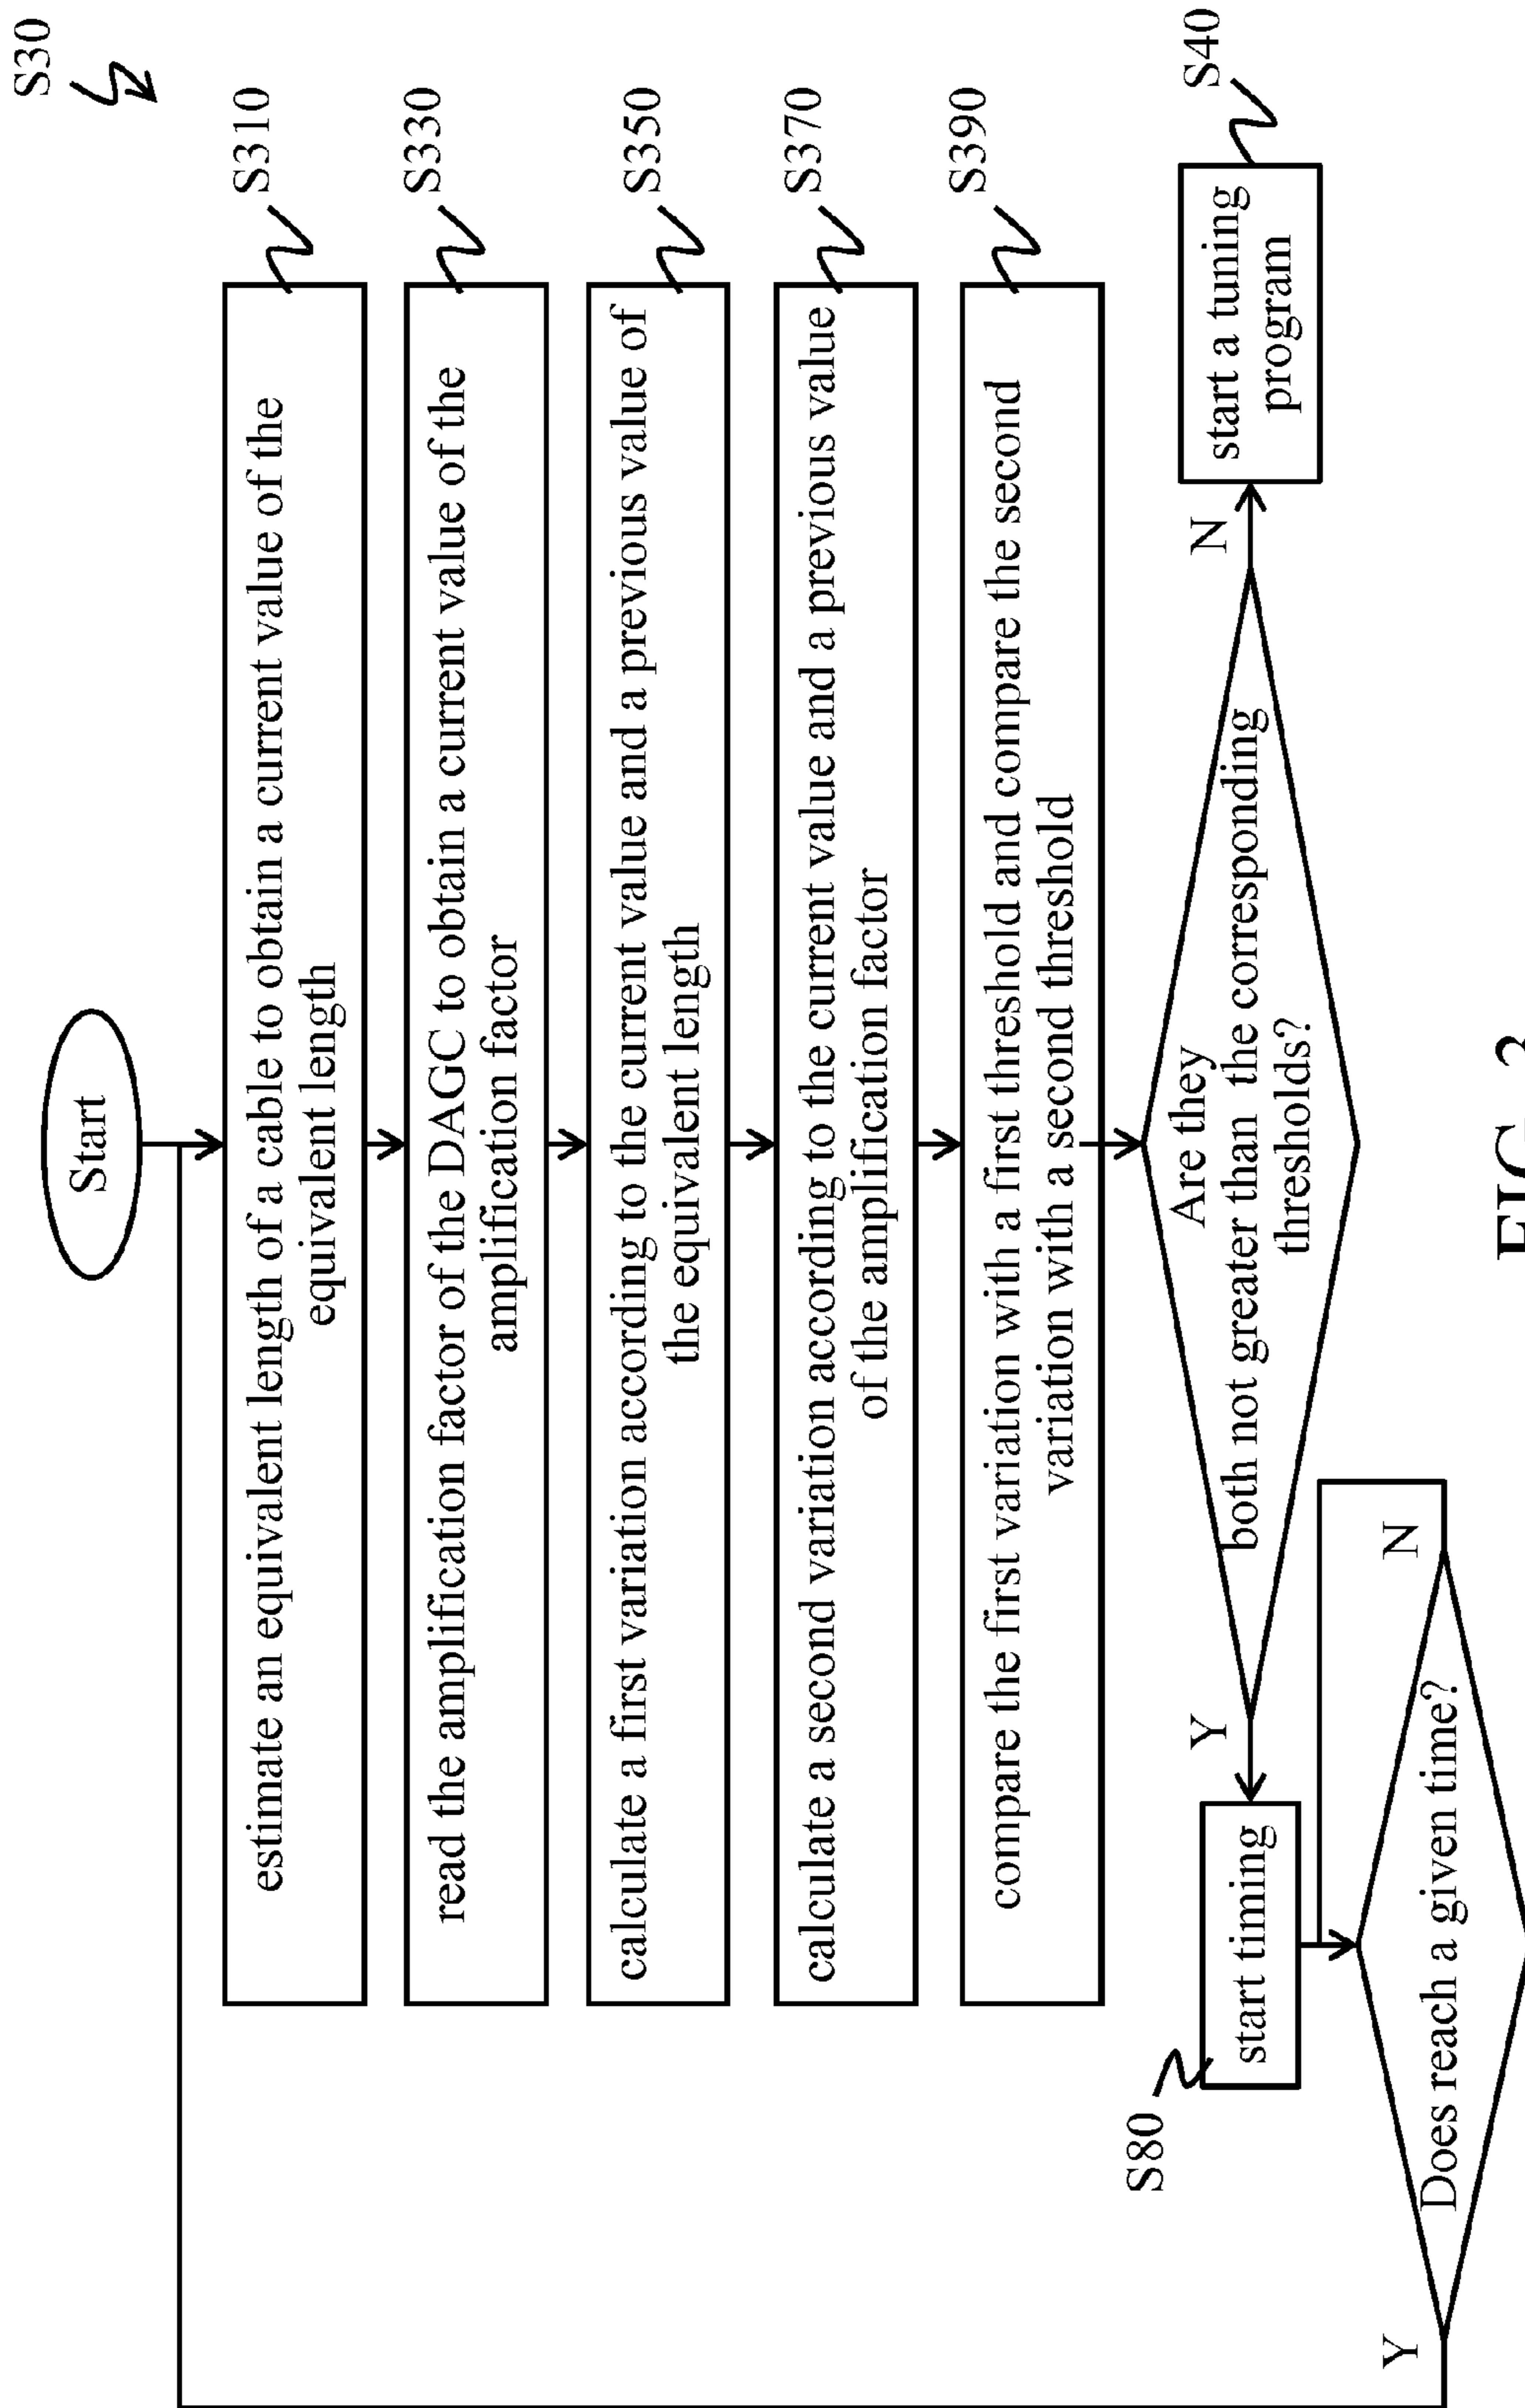 S30
Start
S310
estimate an equivalent length of a cable to obtain a current value of the
equivalent length
S330
read the amplification factor of the DAGC to obtain a current value of the
amplification factor
S350
calculate a first variation according to the current value and a previous value of
the equivalent length
S370
calculate a second variation according to the current value and a previous value
of the amplification factor
S390
compare the first variation with a first threshold and compare the second
variation with a second threshold
Are they
both not greater than the corresponding
thresholds?
Y
N
S80
start timing
S40
start a tuning
program
Does reach a given time?
Y
N